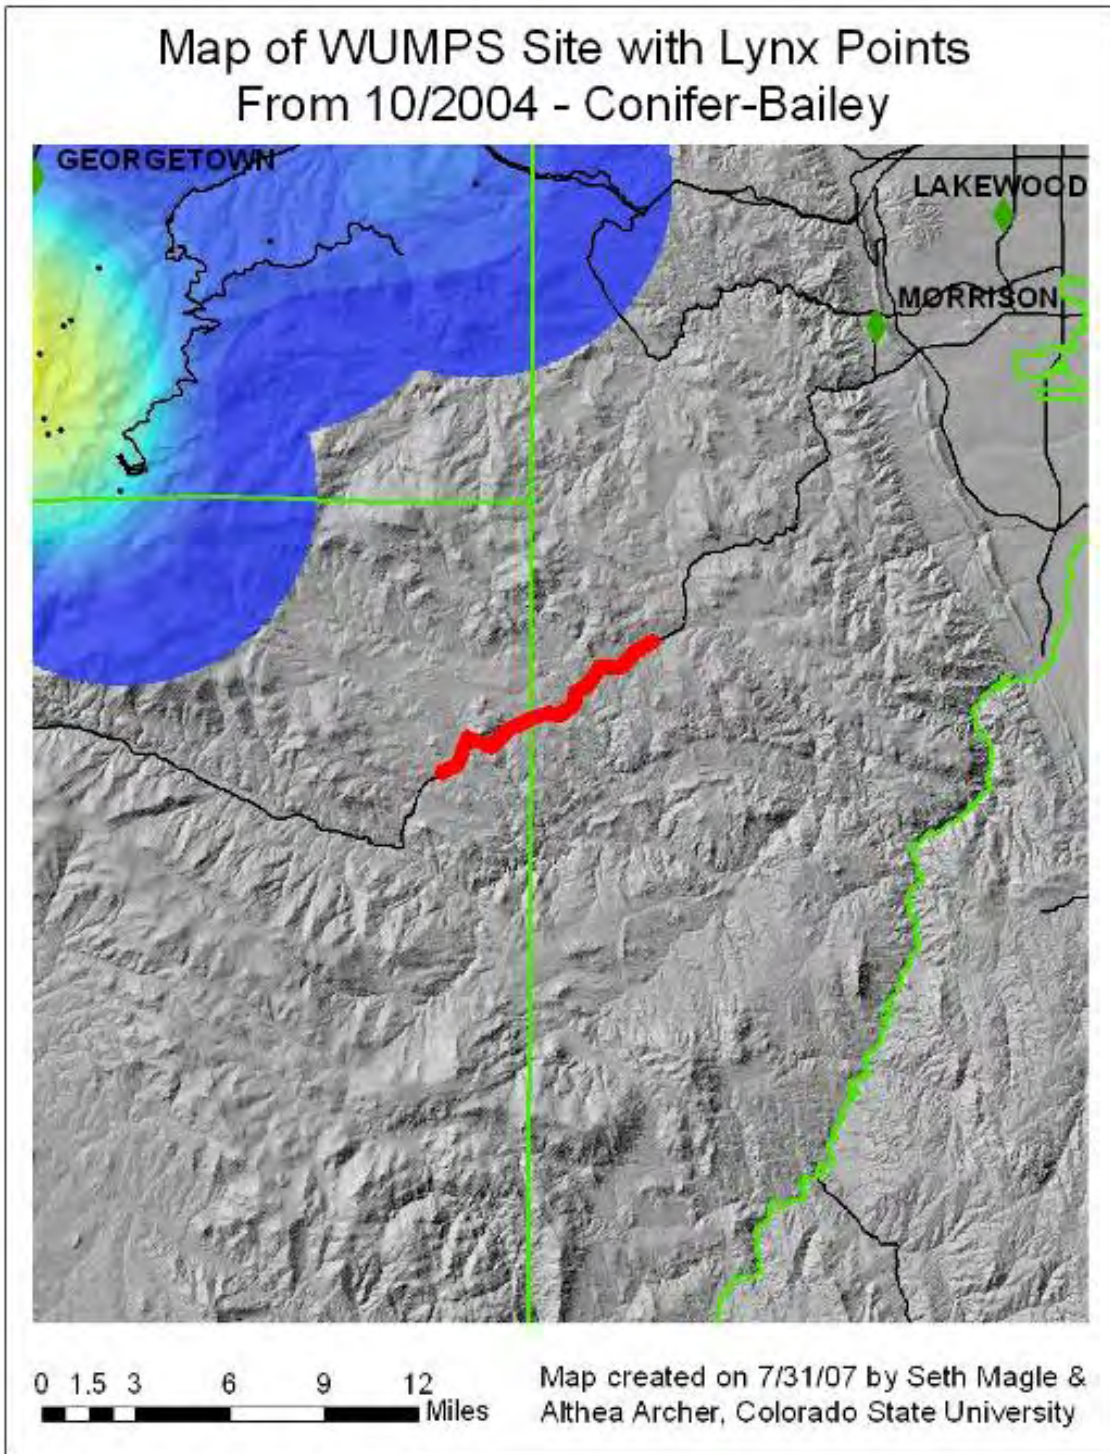 Map of WUMPS Site with Lynx Points
From 10/2004 - Conifer-Bailey
GEORGETOWN
LAKEWOOD
MORRISON
0 1.5 3 6 9 12
Miles
Map created on 7/31/07 by Seth Magle &
Althea Archer, Colorado State University